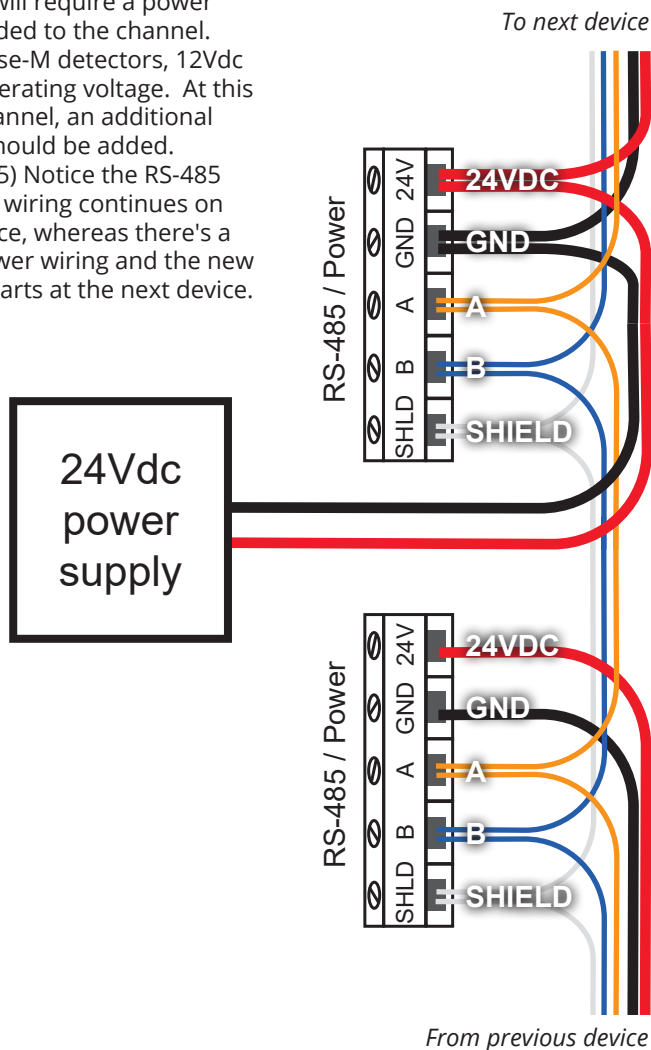 will require a power
ded to the channel.
se-M detectors, 12Vdc
erating voltage. At this
annel, an additional
hould be added.
5) Notice the RS-485
wiring continues on
ce, whereas there's a
wer wiring and the new
arts at the next device.
To next device
RS-485 / Power
24V
GND
A
B
SHLD
24VDC
GND
A
B
SHIELD
24Vdc
power
supply
RS-485 / Power
24V
GND
A
B
SHLD
24VDC
GND
A
B
SHIELD
From previous device